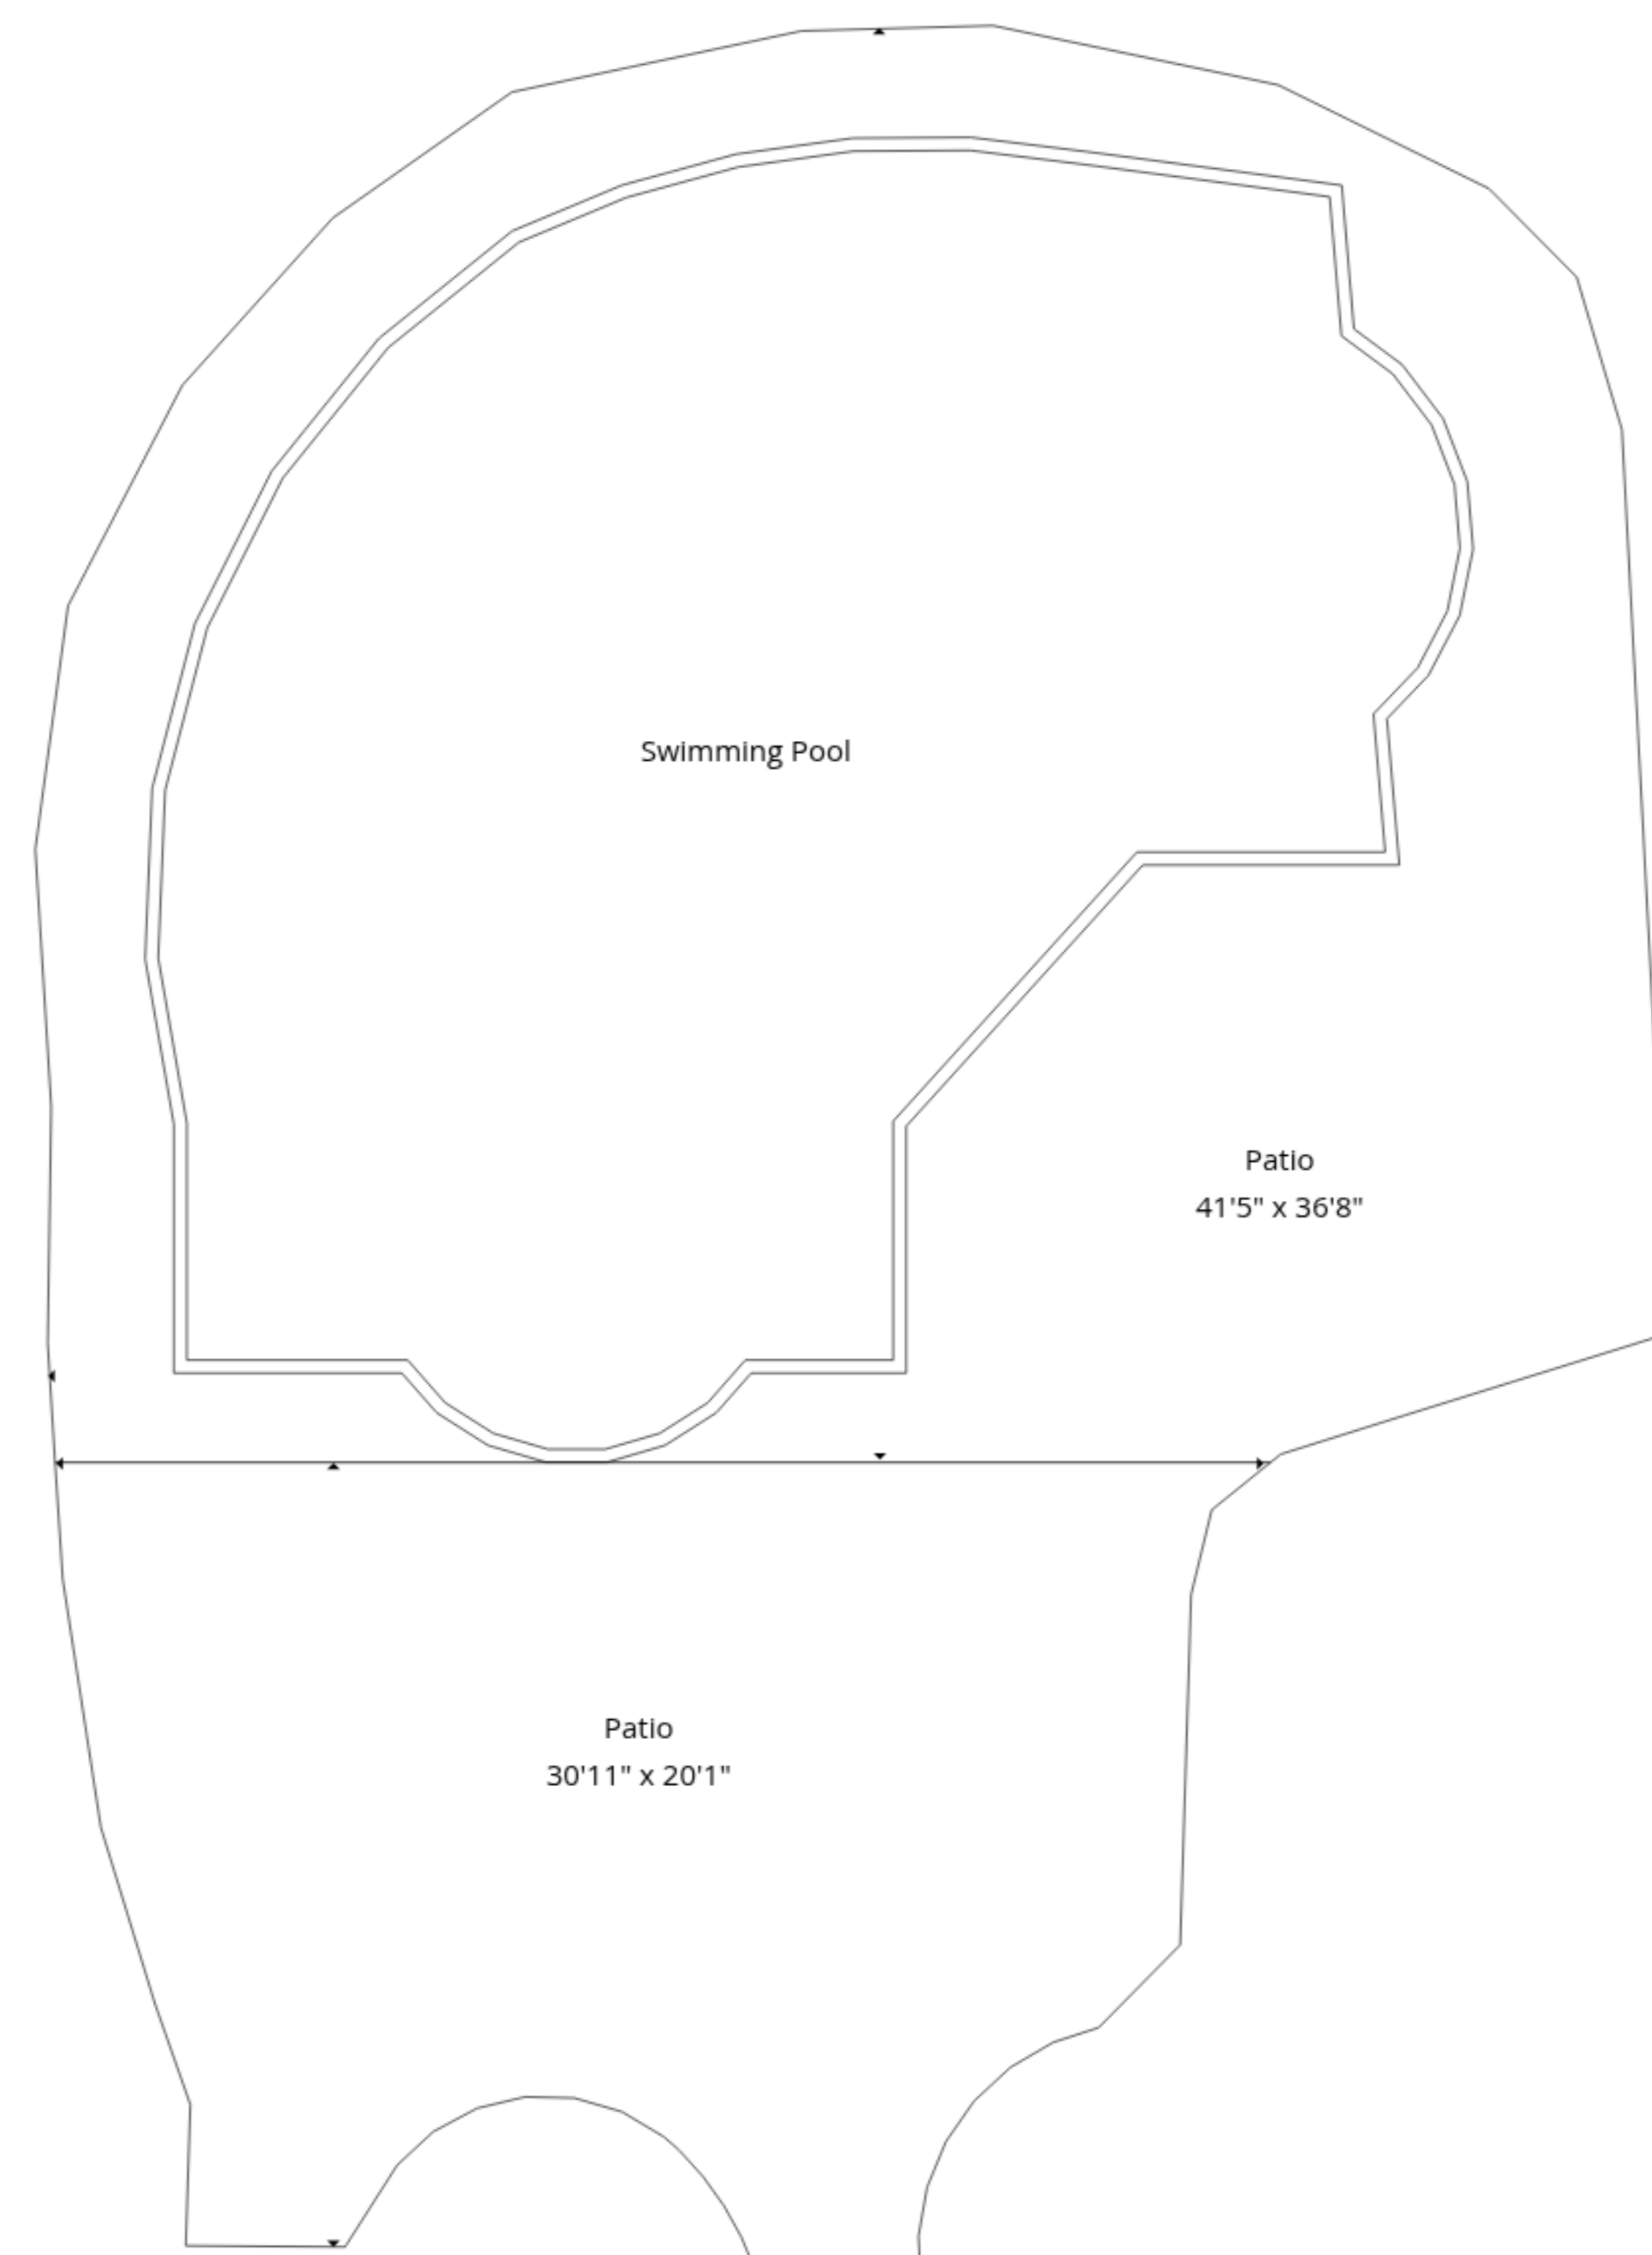 Swimming Pool
Patio
41'5" x 36'8"
Patio
30'11" x 20'1"